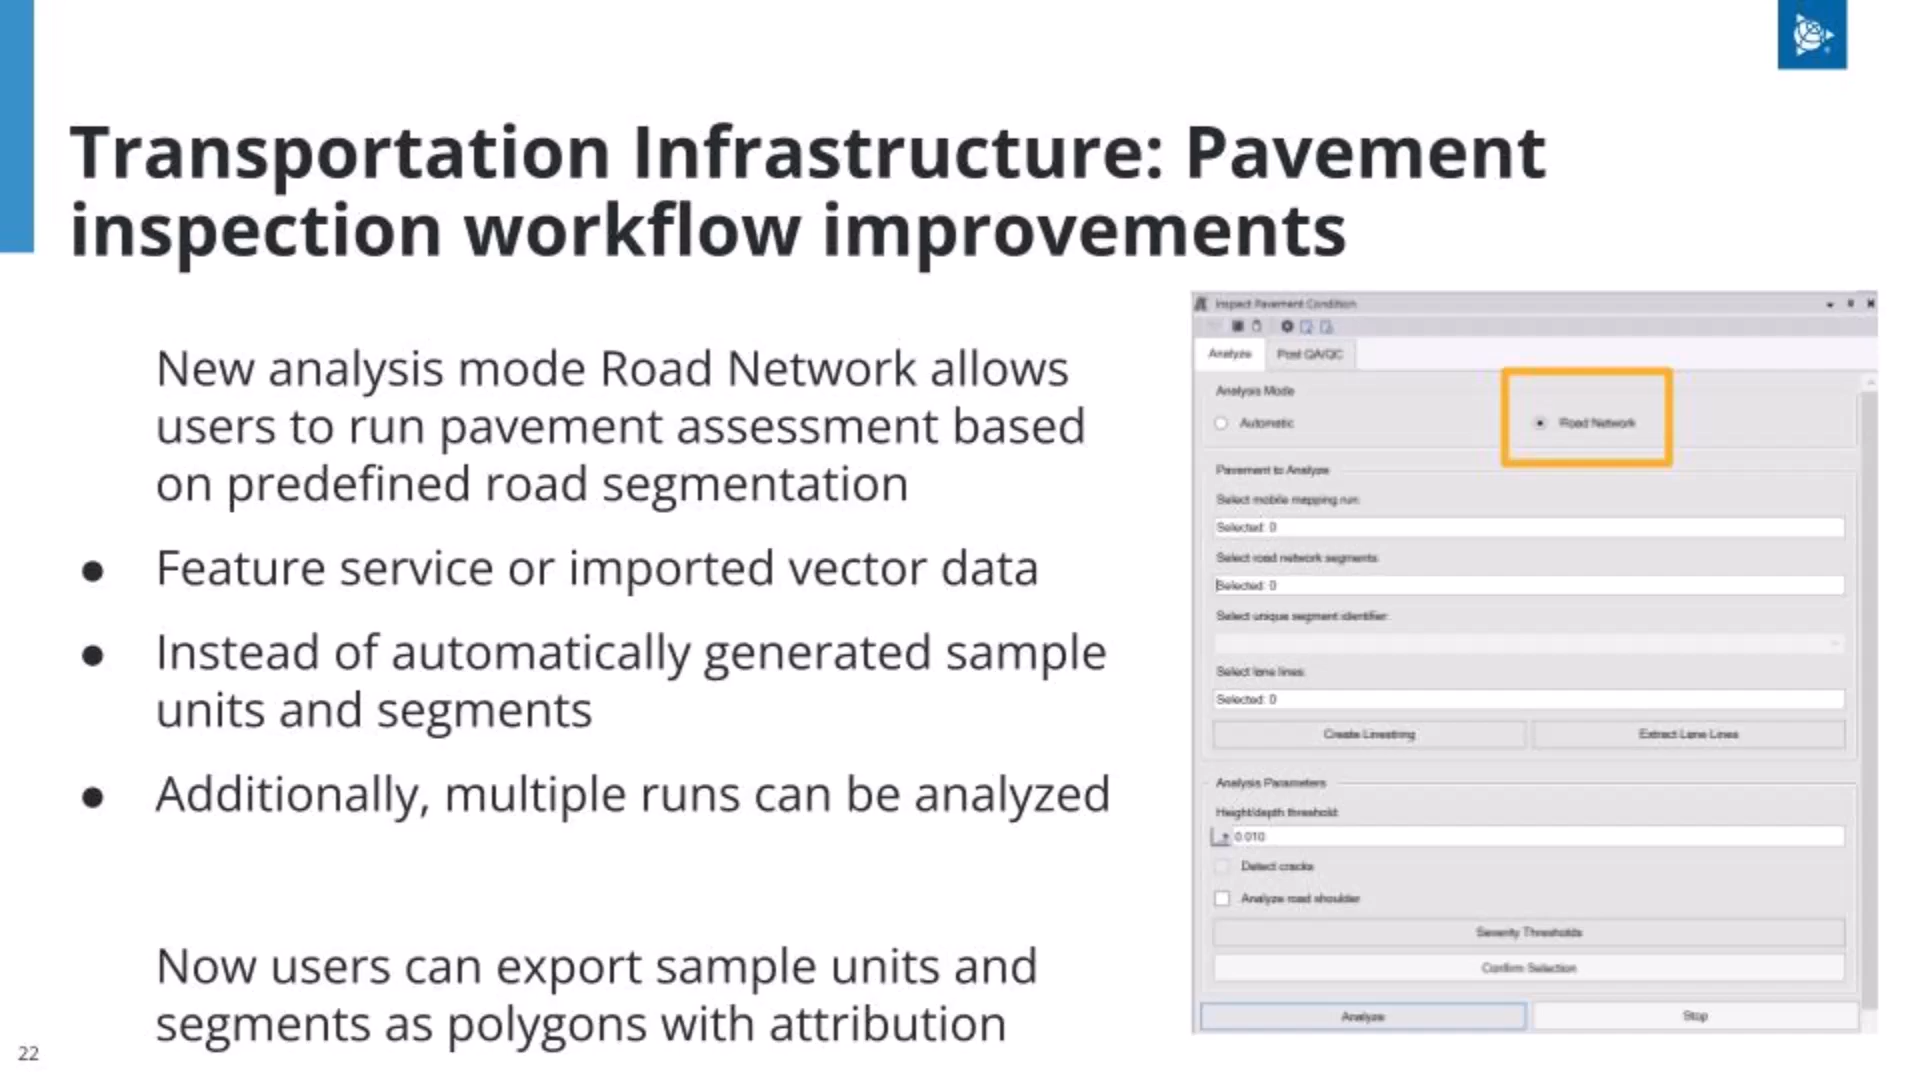 Transportation Infrastructure: Pavement
inspection workflow improvements
New analysis mode Road Network allows
users to run pavement assessment based
on predefined road segmentation
● Feature service or imported vector data
● Instead of automatically generated sample
units and segments
● Additionally, multiple runs can be analyzed
Now users can export sample units and
segments as polygons with attribution
22
Inspect Pavement Condition
Analyze Post QA/QC
Analysis Mode
Automatic Road Network
Pavement to Analyze
Select mobile mapping run:
Selected: 0
Select road network segments:
Selected: 0
Select unique segment identifier:
Select lane lines:
Selected: 0
Create Linestring Extract Lane Lines
Analysis Parameters
Height/depth threshold:
0.010
Detect cracks
Analyze road shoulder
Severity Thresholds
Confirm Selection
Analyze Stop